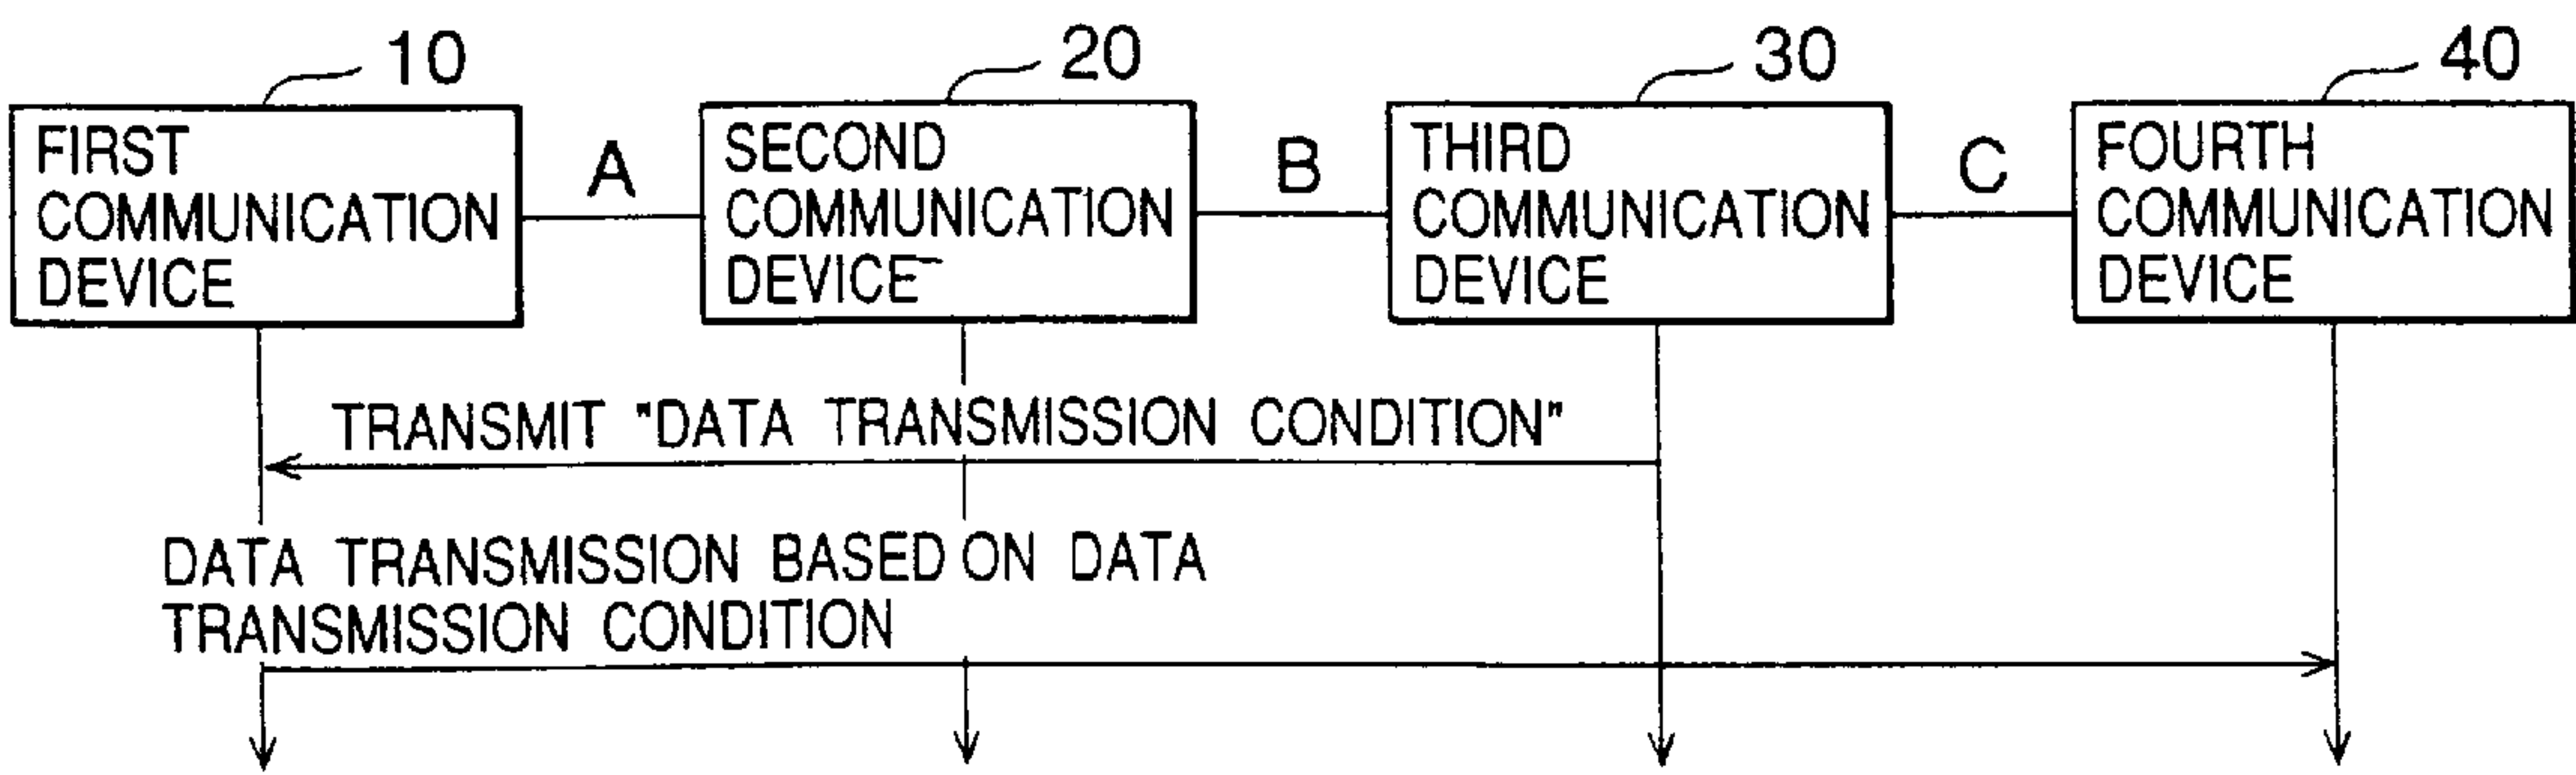 10
20
30
40
FIRST
COMMUNICATION
DEVICE
A
SECOND
COMMUNICATION
DEVICE
B
THIRD
COMMUNICATION
DEVICE
C
FOURTH
COMMUNICATION
DEVICE
TRANSMIT "DATA TRANSMISSION CONDITION"
DATA TRANSMISSION BASED ON DATA
TRANSMISSION CONDITION